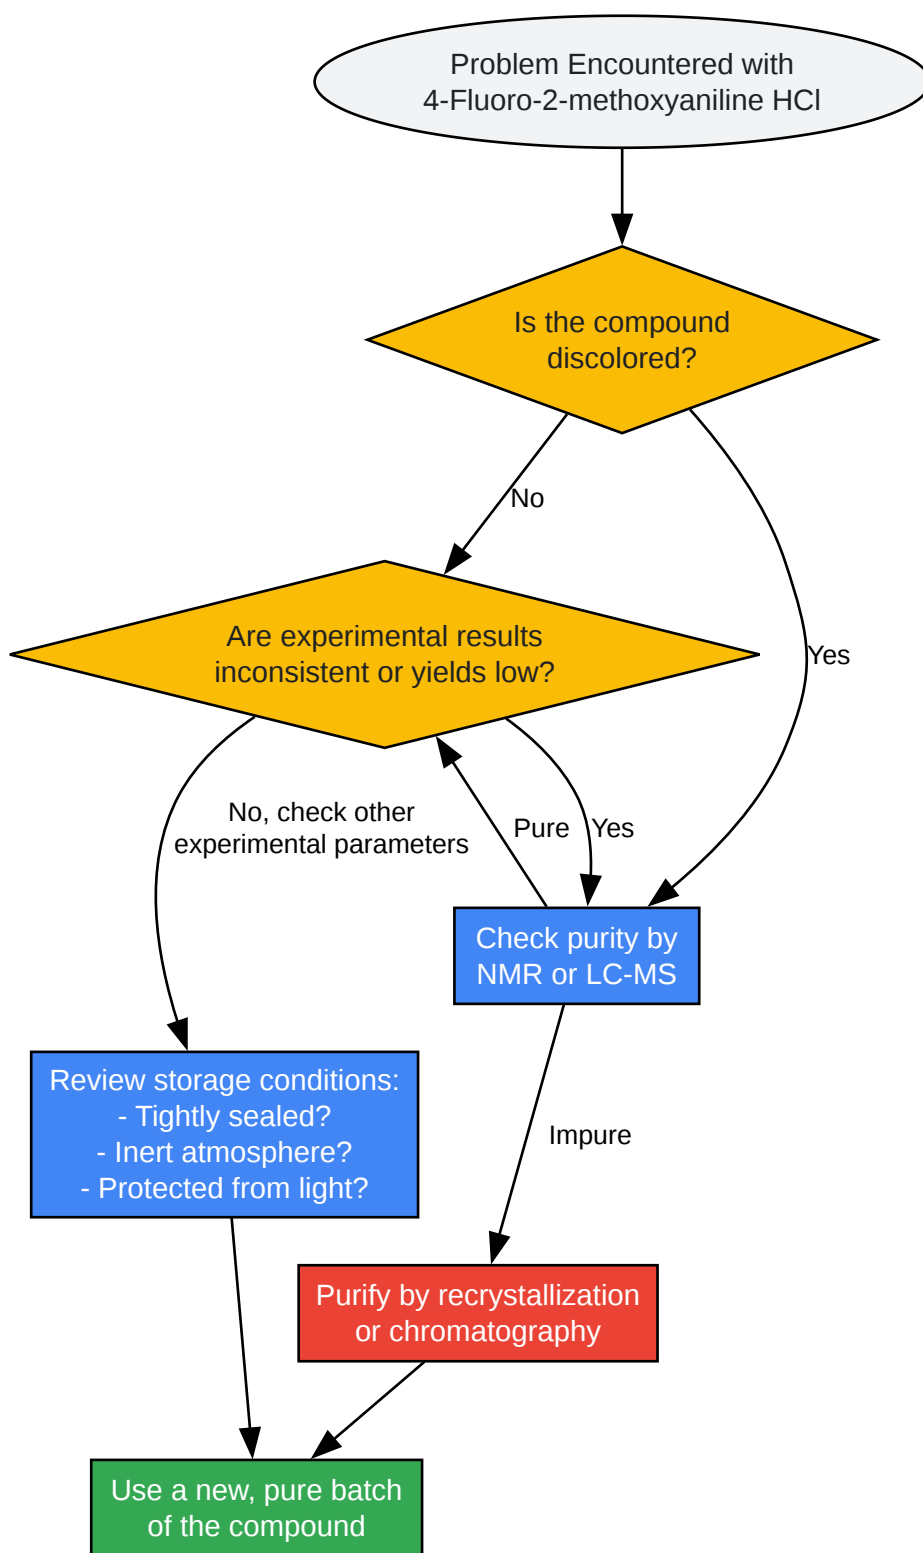 Problem Encountered with
4-Fluoro-2-methoxyaniline HCl
Is the compound
discolored?
No
Yes
Are experimental results
inconsistent or yields low?
No, check other
experimental parameters
Pure
Yes
Check purity by
NMR or LC-MS
Review storage conditions:
- Tightly sealed?
- Inert atmosphere?
- Protected from light?
Impure
Purify by recrystallization
or chromatography
Use a new, pure batch
of the compound